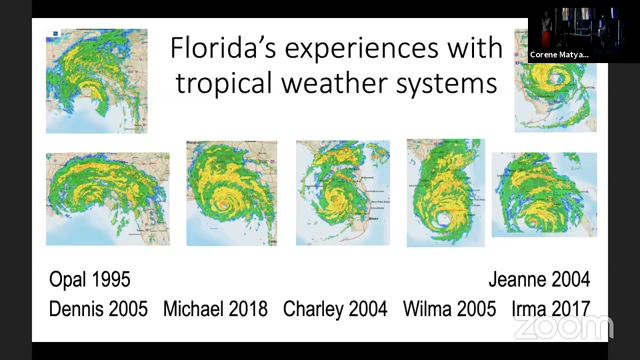 Florida's experiences with
tropical weather systems
Corene Matya...
Opal 1995
Jeanne 2004
Dennis 2005 Michael 2018 Charley 2004 Wilma 2005 Irma 2017
zoom